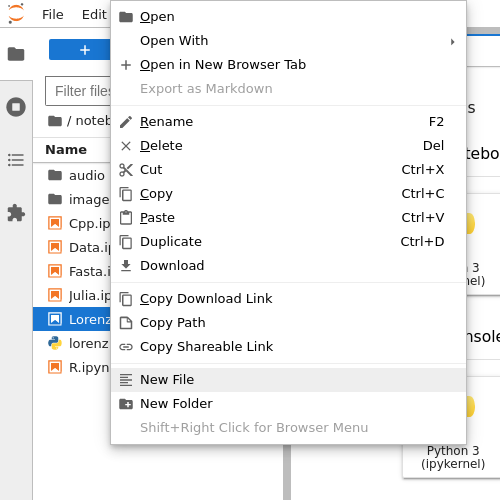 File Edit
Open
Open With
Open in New Browser Tab
Export as Markdown
Filter files
/ noteb
Rename F2
Name
Delete Del
audio
Cut Ctrl+X
image
Copy Ctrl+C
Cpp.ip
Paste Ctrl+V
Data.ip
Duplicate Ctrl+D
Fasta.i
Download
Julia.ip
Copy Download Link
Lorenz
Copy Path
lorenz
Copy Shareable Link
R.ipyn
New File
New Folder
Shift+Right Click for Browser Menu
s
tebo
3
nel)
nsole
Python 3
(ipykernel)